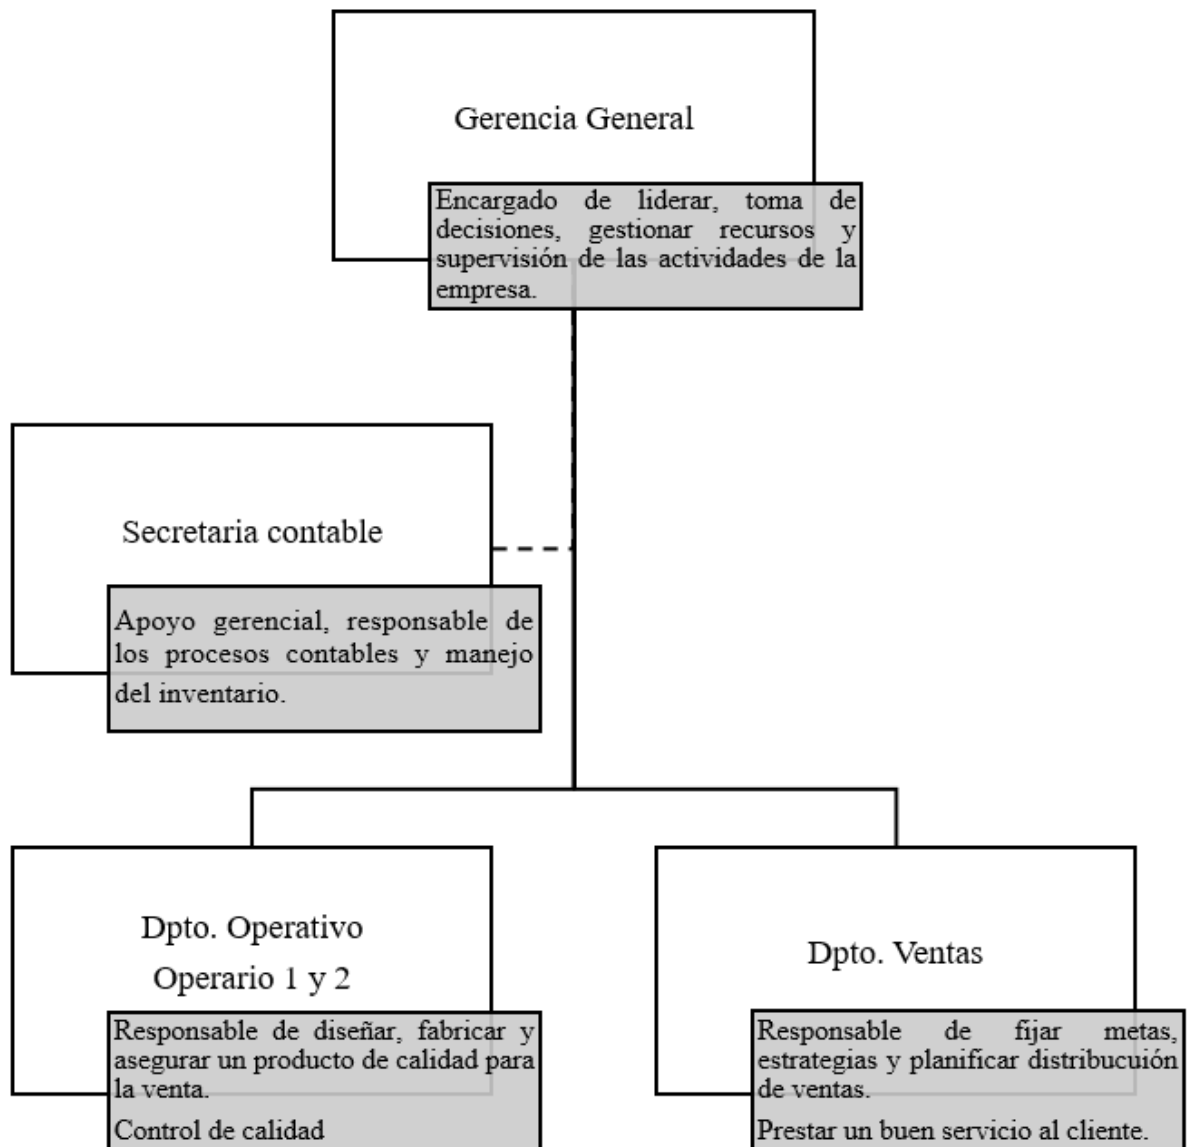 Gerencia General
Encargado de liderar, toma de
decisiones, gestionar recursos y
supervisión de las actividades de la
empresa.
Secretaria contable
Apoyo gerencial, responsable de
los procesos contables y manejo
del inventario.
Dpto. Operativo
Operario 1 y 2
Responsable de diseñar, fabricar y
asegurar un producto de calidad para
la venta.
Control de calidad
Dpto. Ventas
Responsable de fijar metas,
estrategias y planificar distribucuión
de ventas.
Prestar un buen servicio al cliente.